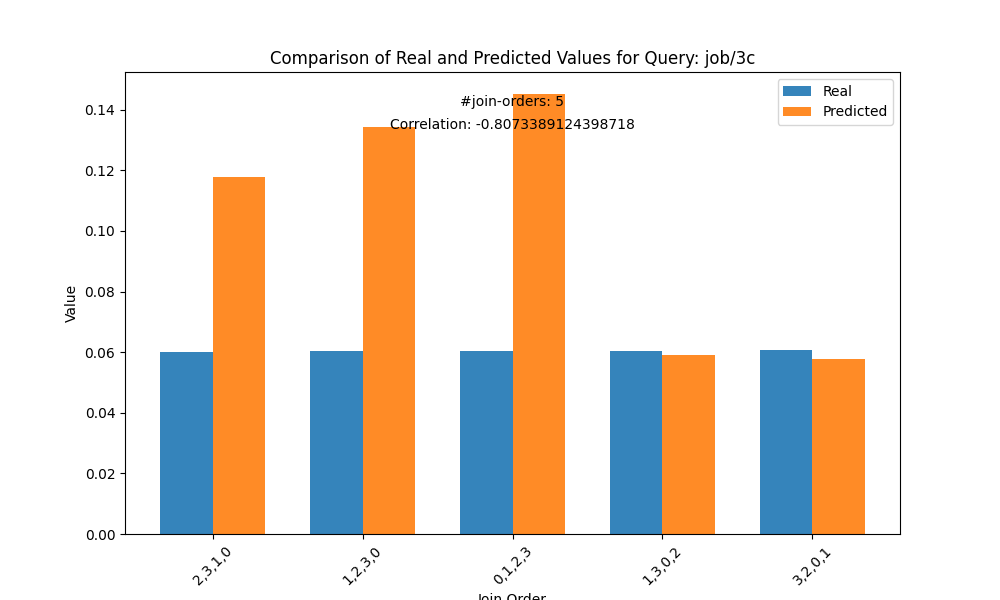 Comparison of Real and Predicted Values for Query: job/3c
#join-orders: 5
Correlation: -0.8073389124398718
Real
Predicted
Value
0.14
0.12
0.10
0.08
0.06
0.04
0.02
0.00
2,3,1,0
1,2,3,0
0,1,2,3
1,3,0,2
3,2,0,1
Join Order